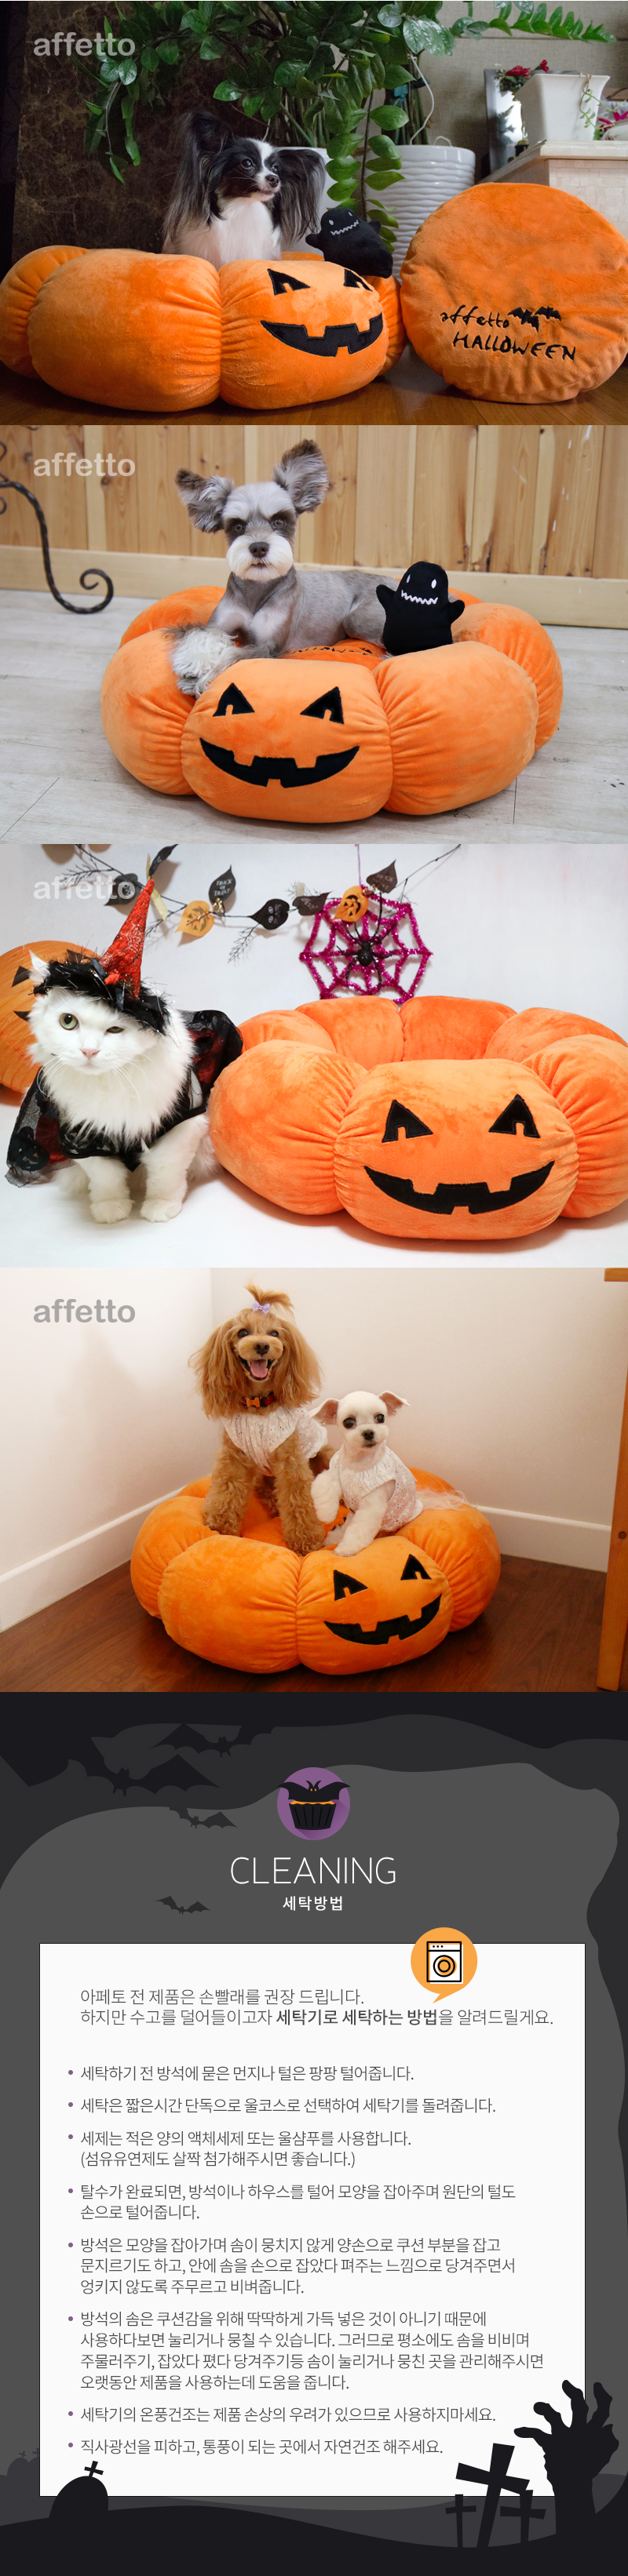 affetto
affetto
HALLOWEEN
affetto
affetto
affetto
CLEANING
세탁방법
아페토 전 제품은 손빨래를 권장 드립니다.
하지만 수고를 덜어들이고자 세탁기로 세탁하는 방법을 알려드릴게요.
• 세탁하기 전 방석에 묻은 먼지나 털은 팡팡 털어줍니다.
• 세탁은 짧은시간 단독으로 울코스로 선택하여 세탁기를 돌려줍니다.
• 세제는 적은 양의 액체세제 또는 울샴푸를 사용합니다.
(섬유유연제도 살짝 첨가해주시면 좋습니다.)
• 탈수가 완료되면, 방석이나 하우스를 털어 모양을 잡아주며 원단의 털도
손으로 털어줍니다.
• 방석은 모양을 잡아가며 솜이 뭉치지 않게 양손으로 쿠션 부분을 잡고
문지르기도 하고, 안에 솜을 손으로 잡았다 펴주는 느낌으로 당겨주면서
엉키지 않도록 주무르고 비벼줍니다.
• 방석의 솜은 쿠션감을 위해 딱딱하게 가득 넣은 것이 아니기 때문에
사용하다보면 눌리거나 뭉칠 수 있습니다. 그러므로 평소에도 솜을 비비며
주물러주기, 잡았다 폈다 당겨주기등 솜이 눌리거나 뭉친 곳을 관리해주시면
오랫동안 제품을 사용하는데 도움을 줍니다.
• 세탁기의 온풍건조는 제품 손상의 우려가 있으므로 사용하지마세요.
• 직사광선을 피하고, 통풍이 되는 곳에서 자연건조 해주세요.